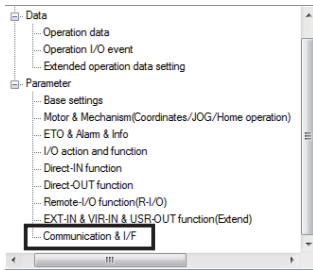 Data
Operation data
Operation I/O event
Extended operation data setting
Parameter
Base settings
Motor & Mechanism(Coordinates/JOG/Home operation)
ETO & Alarm & Info
I/O action and function
Direct-IN function
Direct-OUT function
Remote-I/O function(R-I/O)
EXT-IN & VIR-IN & USR-OUT function(Extend)
Communication & I/F